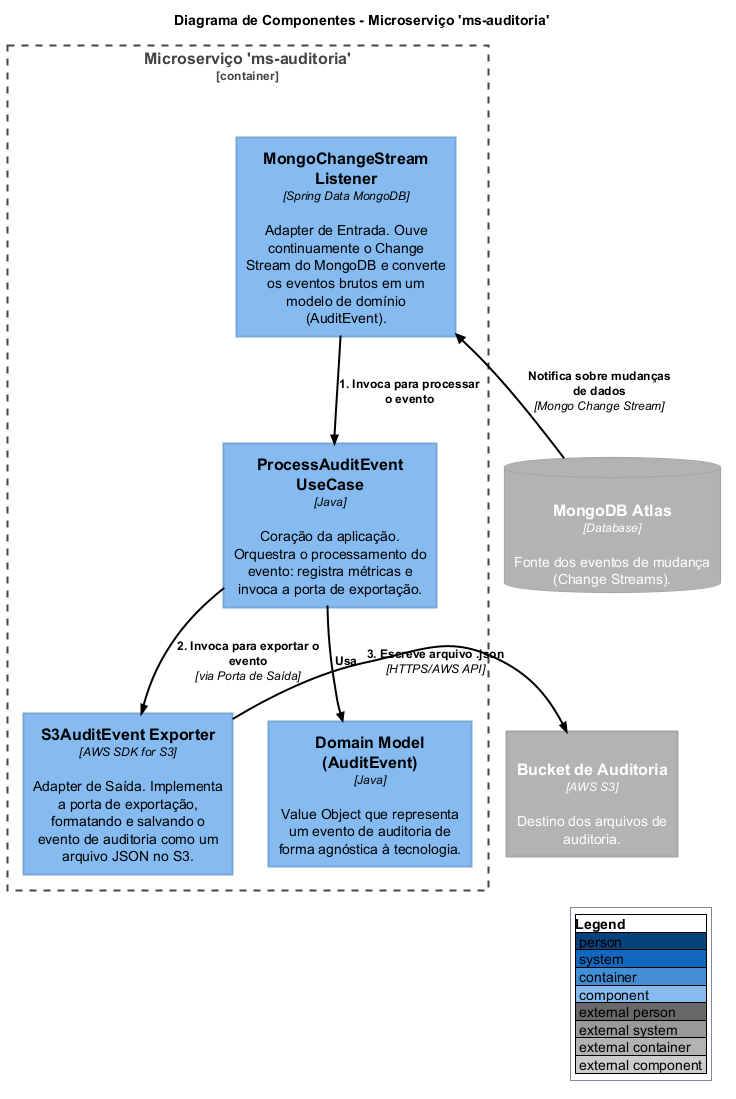 Diagrama de Componentes - Microserviço 'ms-auditoria'
Microserviço 'ms-auditoria'
[container]
MongoChangeStream
Listener
[Spring Data MongoDB]
Adapter de Entrada. Ouve
continuamente o Change
Stream do MongoDB e converte
os eventos brutos em um
modelo de domínio
(AuditEvent).
1. Invoca para processar
o evento
Notifica sobre mudanças
de dados
[Mongo Change Stream]
ProcessAuditEvent
UseCase
[Java]
Coração da aplicação.
Orquestra o processamento do
evento: registra métricas e
invoca a porta de exportação.
MongoDB Atlas
[Database]
Fonte dos eventos de mudança
(Change Streams).
2. Invoca para exportar o
evento
[via Porta de Saída]
Usa
3. Escreve arquivo .json
[HTTPS/AWS API]
S3AuditEvent Exporter
[AWS SDK for S3]
Adapter de Saída. Implementa
a porta de exportação,
formatando e salvando o
evento de auditoria como um
arquivo JSON no S3.
Domain Model
(AuditEvent)
[Java]
Value Object que representa
um evento de auditoria de
forma agnóstica à tecnologia.
Bucket de Auditoria
[AWS S3]
Destino dos arquivos de
auditoria.
Legend
person
system
container
component
external person
external system
external container
external component